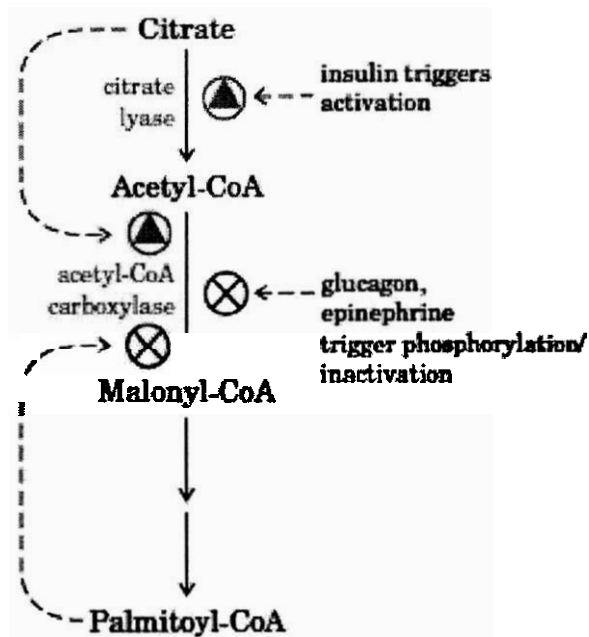 Citrate
citrate
lyase
insulin triggers
activation
Acetyl-CoA
acetyl-CoA
carboxylase
glucagon,
epinephrine
trigger phosphorylation/
inactivation
Malonyl-CoA
Palmitoyl-CoA